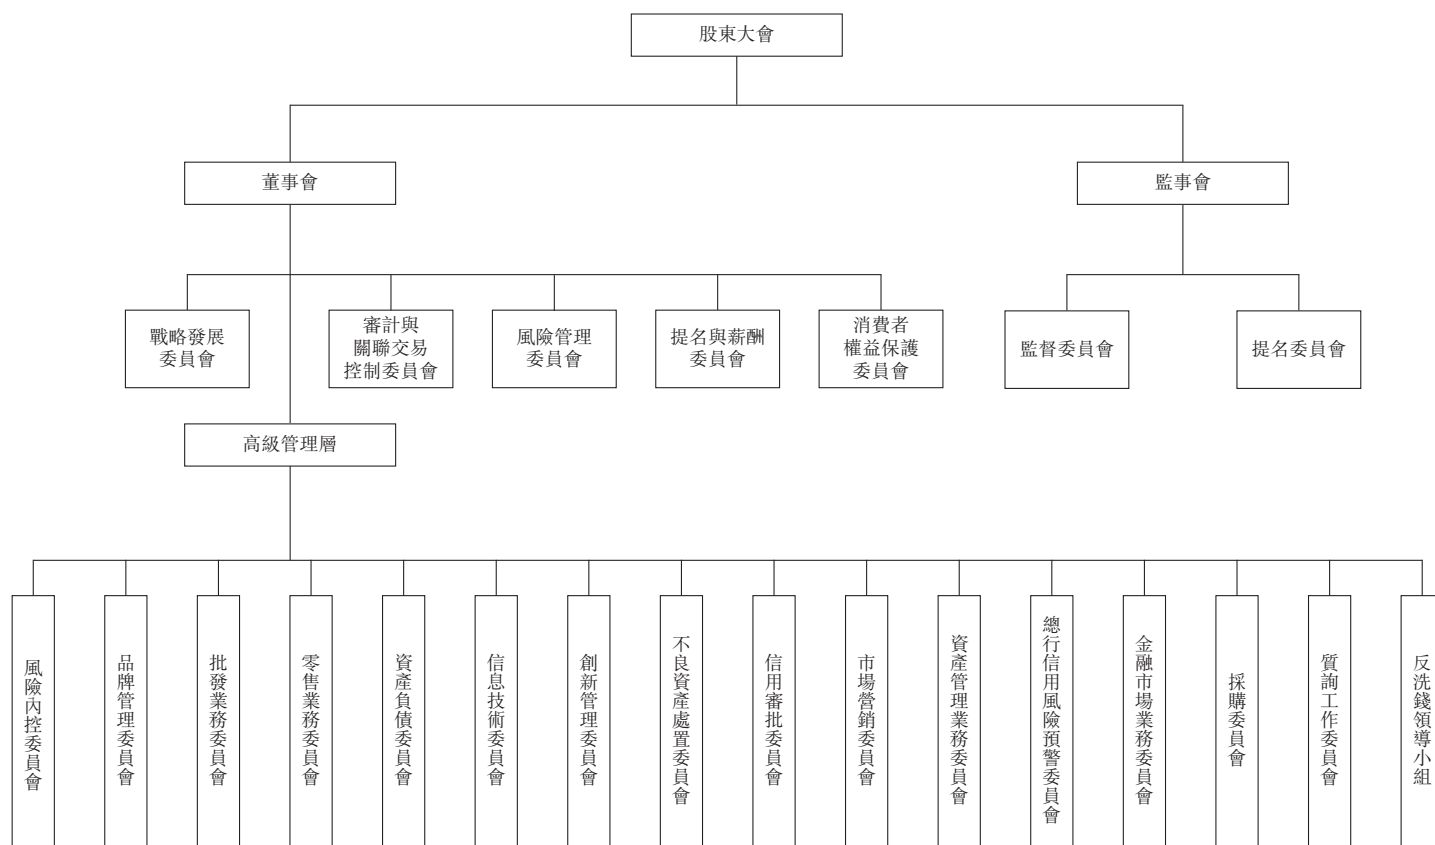 股東大會
董事會
監事會
戰略發展
委員會
審計與
關聯交易
控制委員會
風險管理
委員會
提名與薪酬
委員會
消費者
權益保護
委員會
監督委員會
提名委員會
高級管理層
風險內控委員會
品牌管理委員會
批發業務委員會
零售業務委員會
資產負債委員會
信息技術委員會
創新管理委員會
不良資產處置委員會
信用審批委員會
市場營銷委員會
資產管理業務委員會
總行信用風險預警委員會
金融市場業務委員會
採購委員會
質詢工作委員會
反洗錢領導小組